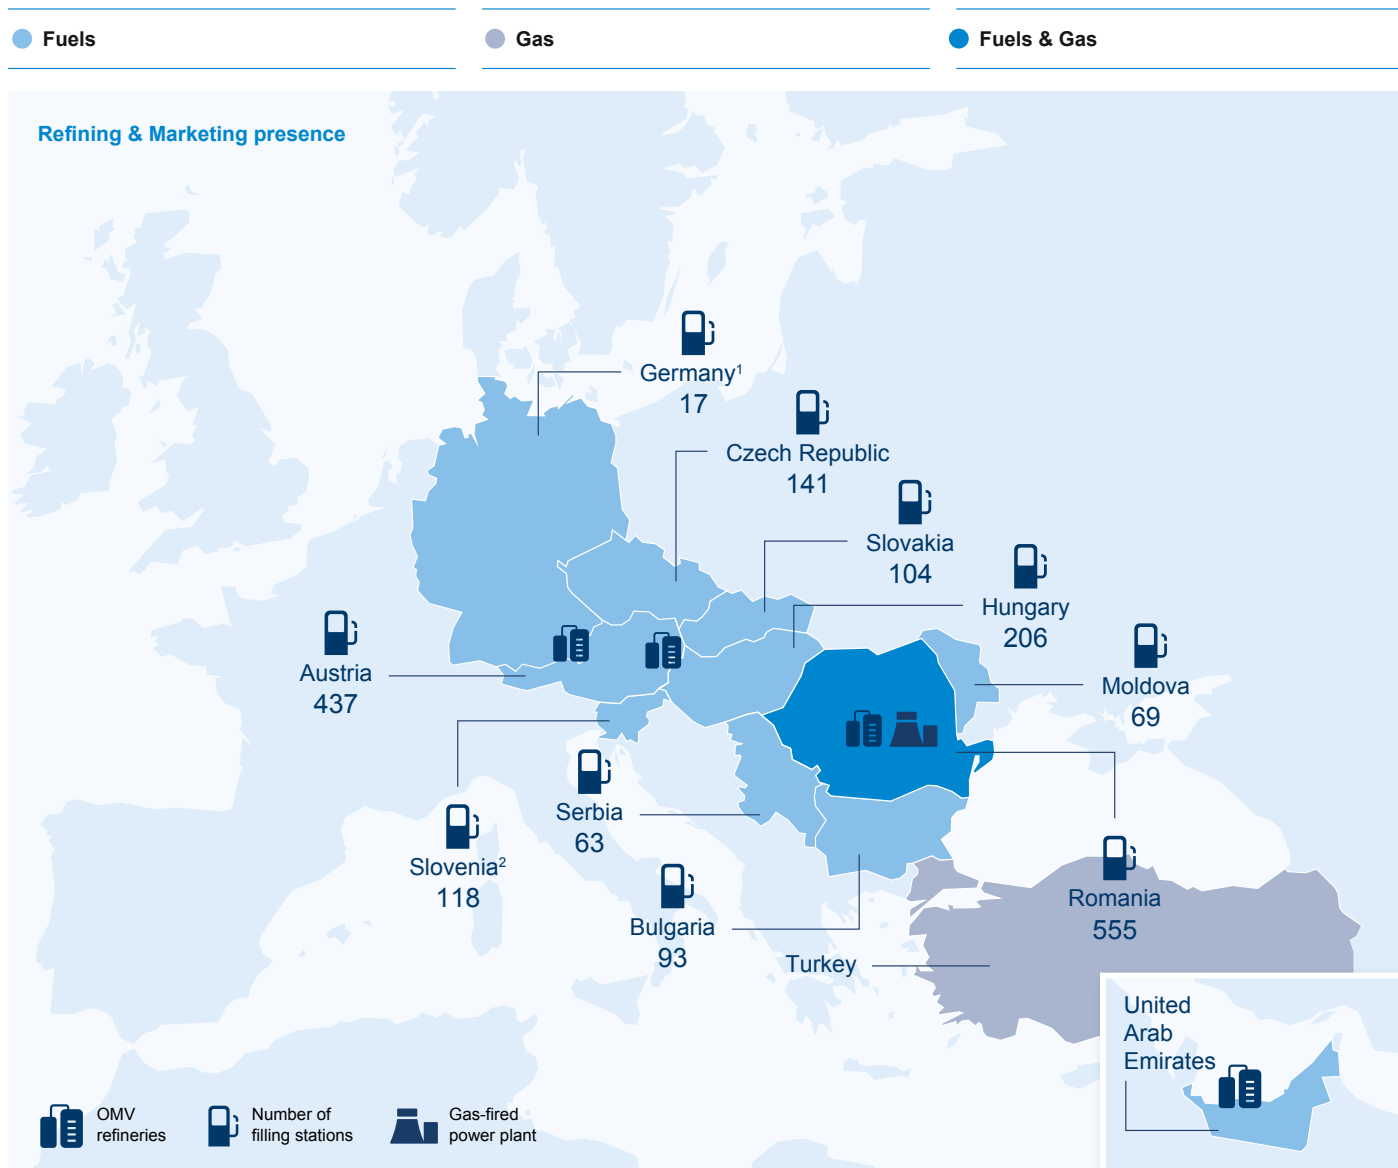 Fuels
Gas
Fuels & Gas
Refining & Marketing presence
Germany¹
17
Czech Republic
141
Slovakia
104
Hungary
206
Austria
437
Moldova
69
Serbia
63
Slovenia²
118
Romania
555
Bulgaria
93
Turkey
United
Arab
Emirates
OMV
refineries
Number of
filling stations
Gas-fired
power plant